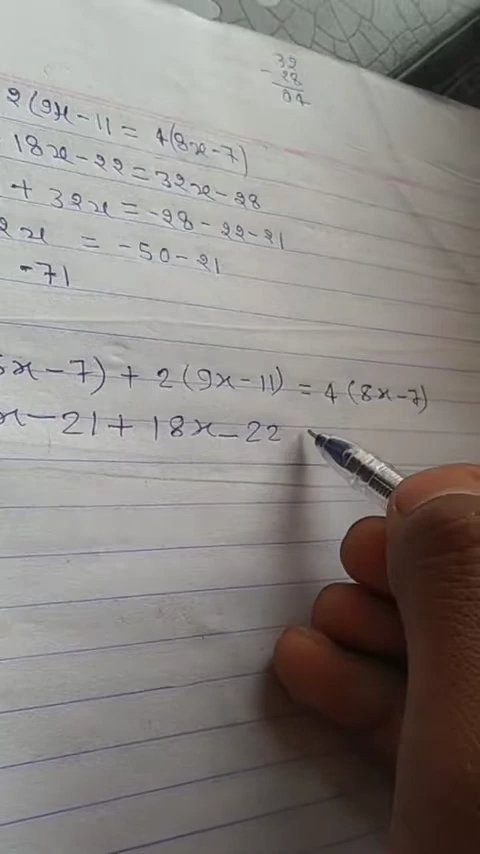 32
- 28
04
2(9x-11 = 4(8x-7)
18x-22 = 32x-28
+ 32x = -28-22-21
2x = -50-21
-71
x-7) + 2(9x-11) = 4(8x-7)
x-21+18x-22